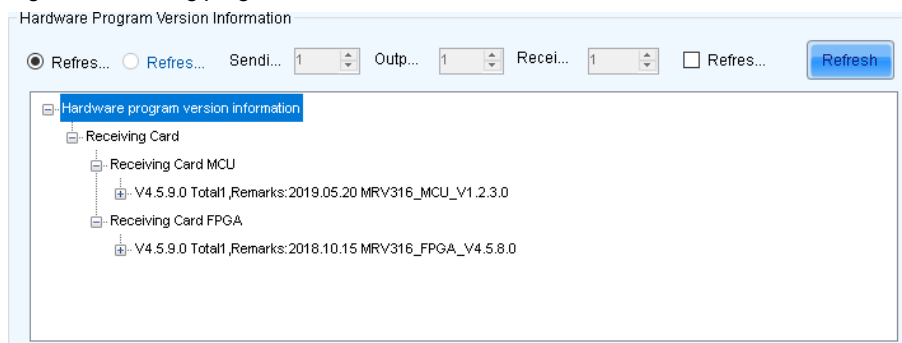 Hardware Program Version Information
Refres... Refres... Sendi... 1 Outp... 1 Recei... 1 Refres... Refresh
Hardware program version information
Receiving Card
Receiving Card MCU
V4.5.9.0 Total1 ,Remarks:2019.05.20 MRV316_MCU_V1.2.3.0
Receiving Card FPGA
V4.5.9.0 Total1 ,Remarks:2018.10.15 MRV316_FPGA_V4.5.8.0